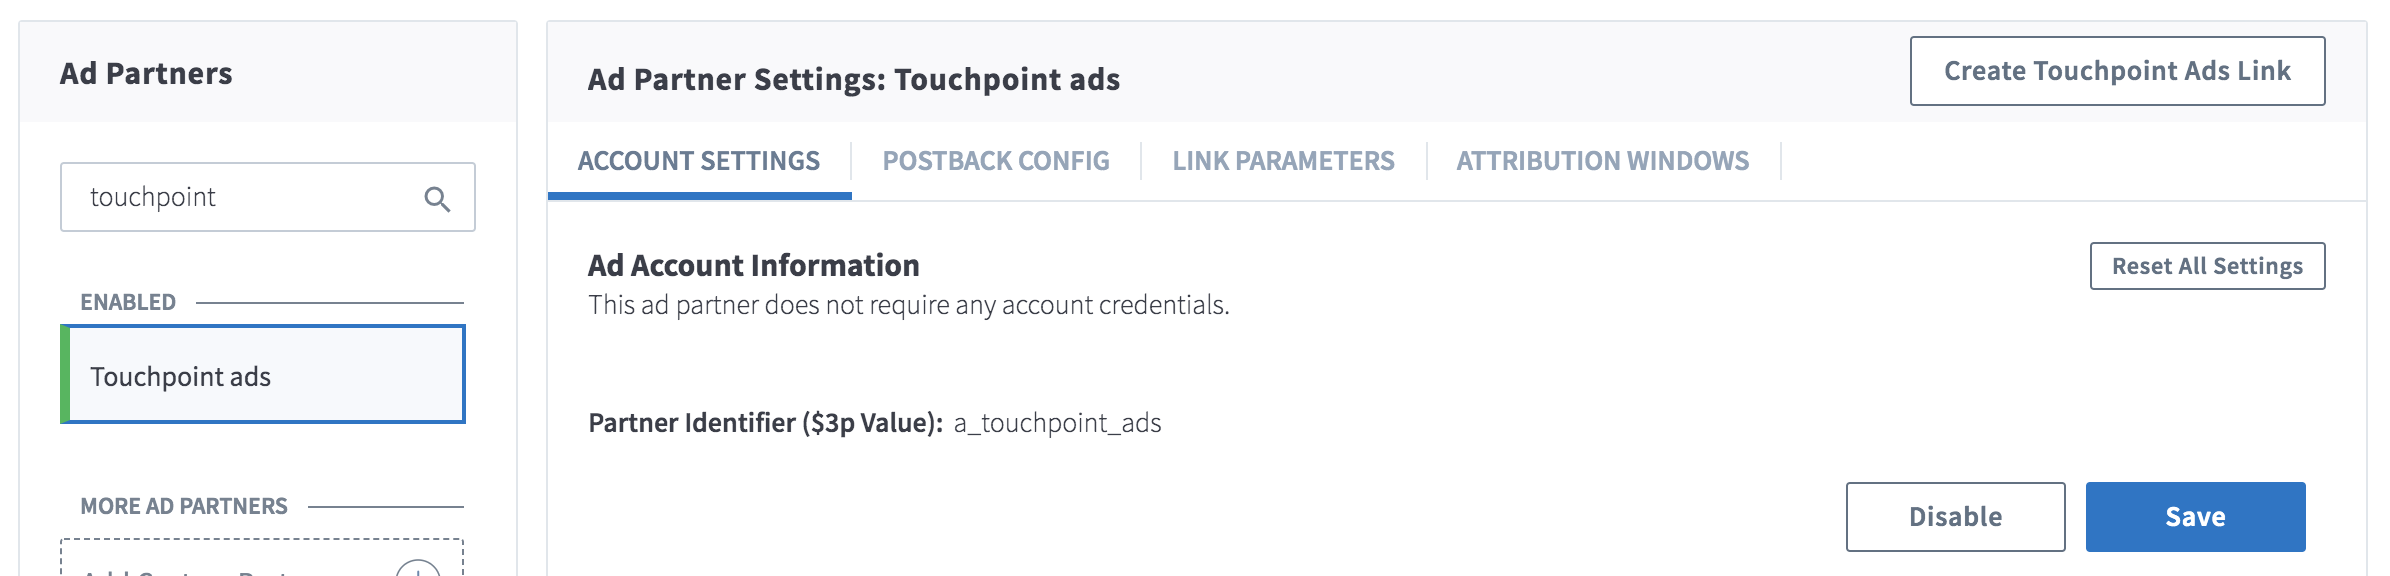 Ad Partners
touchpoint
ENABLED
Touchpoint ads
MORE AD PARTNERS
Ad Partner Settings: Touchpoint ads
Create Touchpoint Ads Link
ACCOUNT SETTINGS
POSTBACK CONFIG
LINK PARAMETERS
ATTRIBUTION WINDOWS
Ad Account Information
Reset All Settings
This ad partner does not require any account credentials.
Partner Identifier ($3p Value): a_touchpoint_ads
Disable
Save